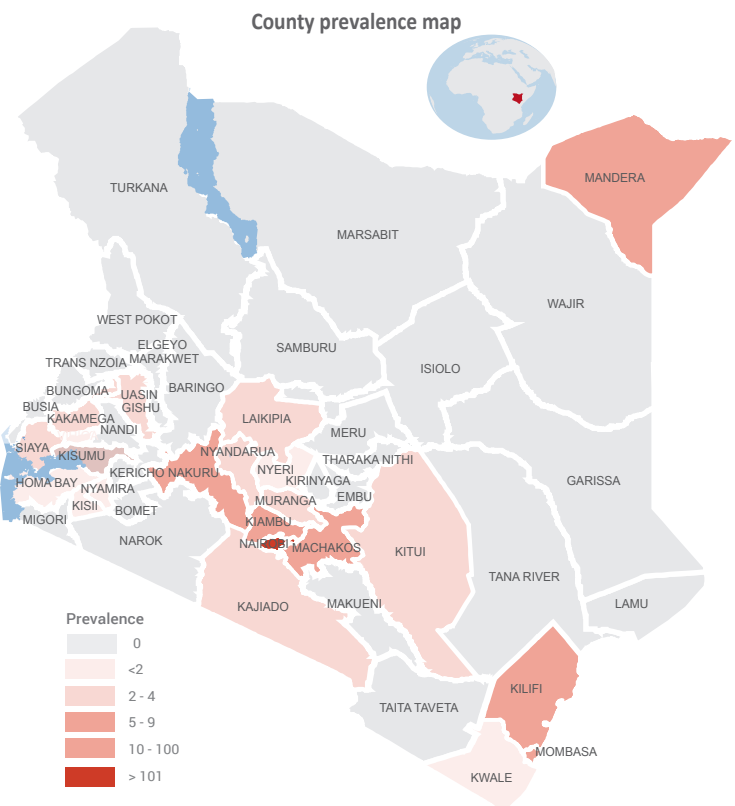 County prevalence map
MANDERA
TURKANA
MARSABIT
WAJIR
WEST POKOT
ELGEYO
MARAKWET
SAMBURU
ISIOLO
TRANS NZOIA
BUNGOMA
UASIN
GISHU
BARINGO
BUSIA
KAKAMEGA
NANDI
LAIKIPIA
MERU
SIAYA
KISUMU
NYANDARUA
THARAKA NITHI
KERICHO
NAKURU
NYERI
KIRINYAGA
GARISSA
HOMA BAY
NYAMIRA
EMBU
KISII
MURANGA
BOMET
MIGORI
KIAMBU
NAROK
NAIROBI
MACHAKOS
KITUI
TANA RIVER
KAJIADO
MAKUENI
LAMU
Prevalence
0
<2
2 - 4
5 - 9
10 - 100
> 101
KILIFI
TAITA TAVETA
MOMBASA
KWALE